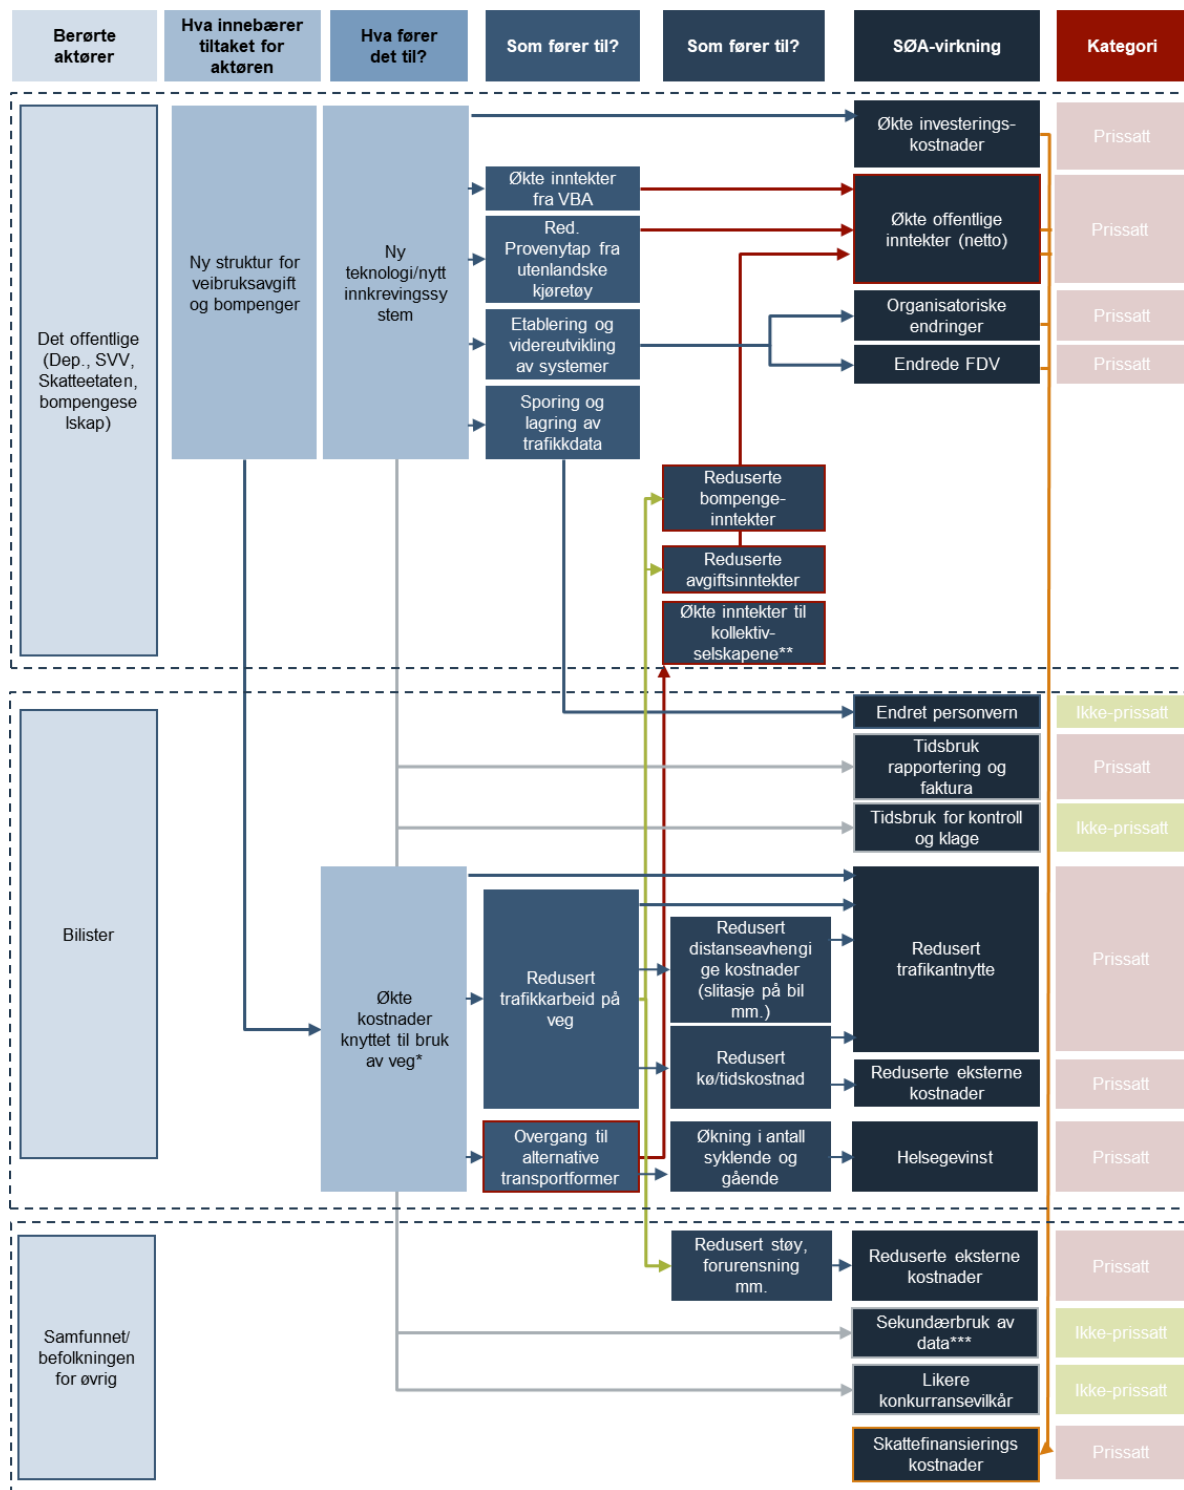 Berørte
aktører
Hva innebærer
tiltaket for
aktøren
Hva fører
det til?
Som fører til?
Som fører til?
SØA-virkning
Kategori
Det offentlige
(Dep., SVV,
Skatteetaten,
bompengese
lskap)
Ny struktur for
veibruksavgift
og bompenger
Ny
teknologi/nytt
innkrevingssy
stem
Økte inntekter
fra VBA
Red.
Provenytap fra
utenlandske
kjøretøy
Etablering og
videreutvikling
av systemer
Sporing og
lagring av
trafikkdata
Reduserte
bompenge-
inntekter
Reduserte
avgiftsinntekter
Økte inntekter til
kollektiv-
selskapene**
Økte investerings-
kostnader
Prissatt
Økte offentlige
inntekter (netto)
Prissatt
Organisatoriske
endringer
Prissatt
Endrede FDV
Prissatt
Bilister
Økte
kostnader
knyttet til bruk
av veg*
Redusert
trafikkarbeid på
veg
Overgang til
alternative
transportformer
Redusert
distanseavhengi
ge kostnader
(slitasje på bil
mm.)
Redusert
kø/tidskostnad
Økning i antall
syklende og
gående
Endret personvern
Ikke-prissatt
Tidsbruk
rapportering og
faktura
Prissatt
Tidsbruk for kontroll
og klage
Ikke-prissatt
Redusert
trafikantnytte
Prissatt
Reduserte eksterne
kostnader
Prissatt
Helsegevinst
Prissatt
Samfunnet/
befolkningen
for øvrig
Redusert støy,
forurensning
mm.
Reduserte eksterne
kostnader
Prissatt
Sekundærbruk av
data***
Ikke-prissatt
Likere
konkurransevilkår
Ikke-prissatt
Skattefinansierings
kostnader
Prissatt